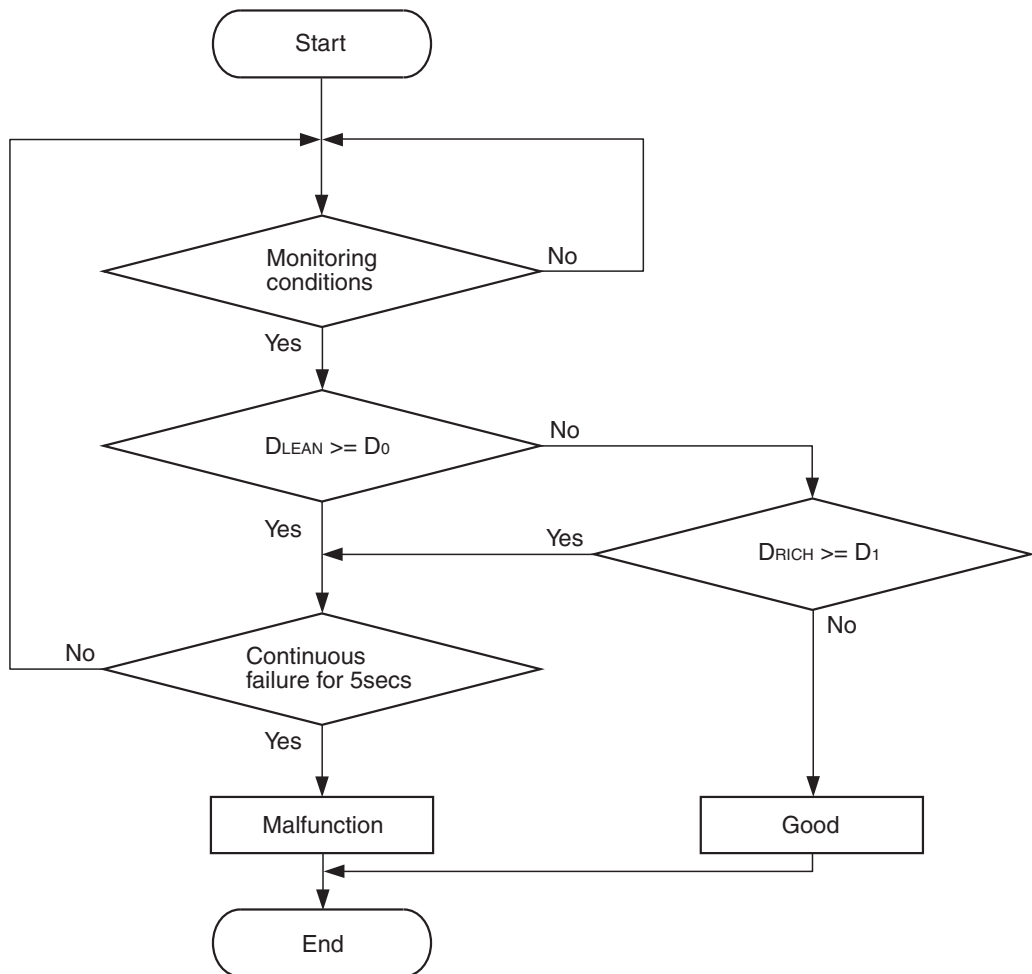 Start
Monitoring
conditions
No
Yes
DLEAN >= D0
No
Yes
Yes
DRICH >= D1
No
No
Continuous
failure for 5secs
Yes
Malfunction
Good
End